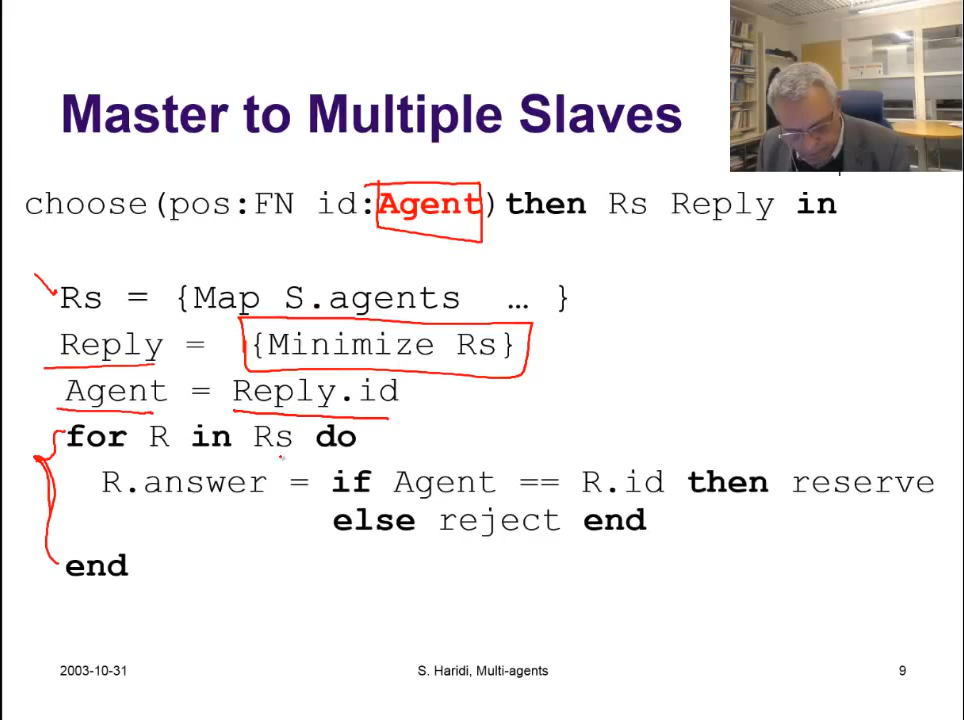 Master to Multiple Slaves
choose(pos:FN id:Agent)then Rs Reply in
Rs = {Map S.agents … }
Reply = {Minimize Rs}
Agent = Reply.id
for R in Rs do
R.answer = if Agent == R.id then reserve
else reject end
end
2003-10-31 S. Haridi, Multi-agents 9